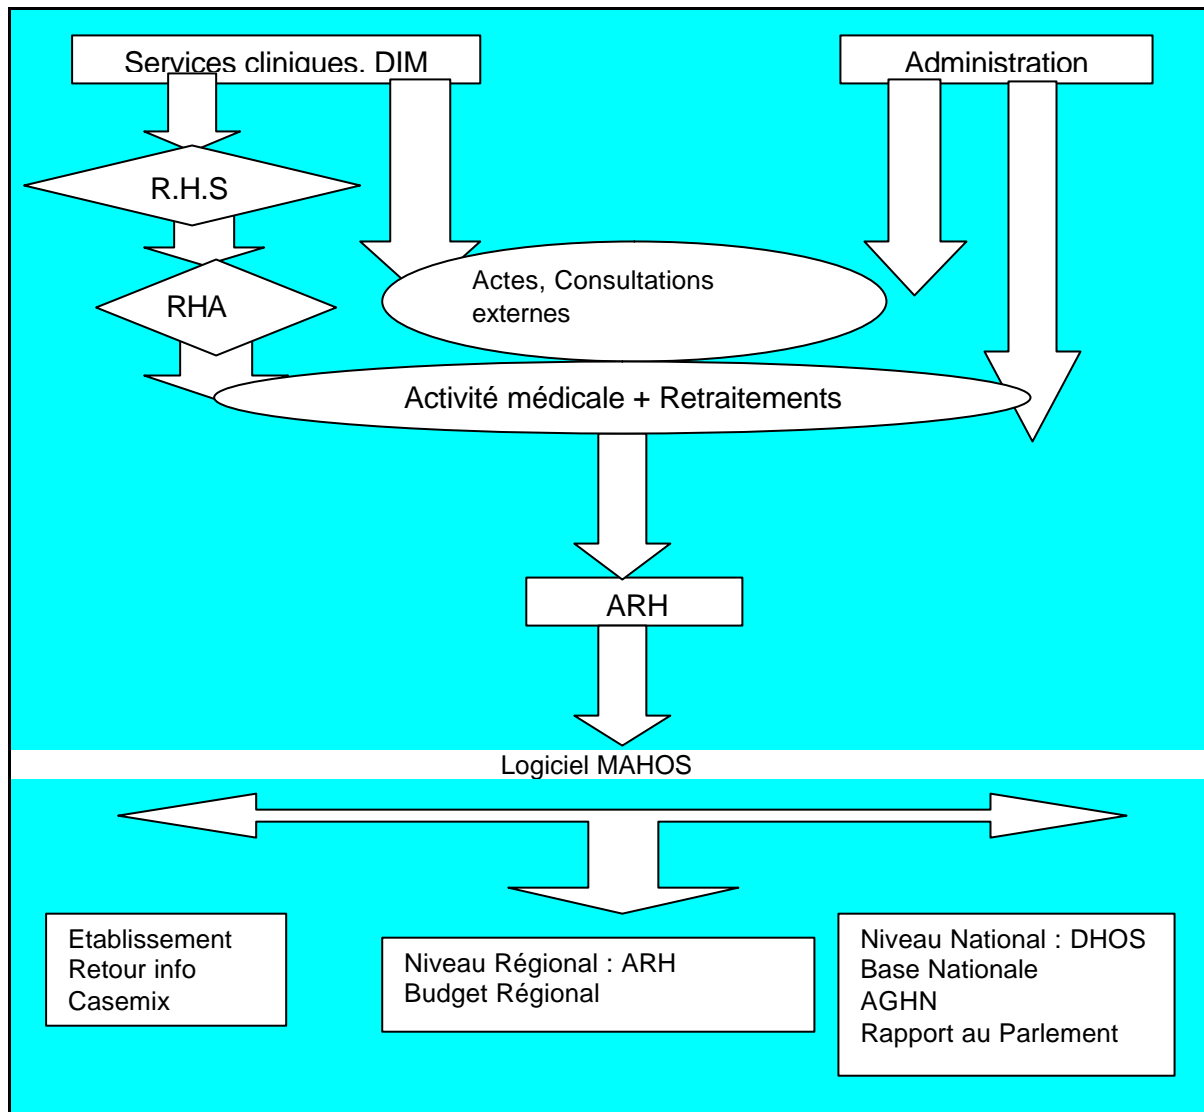 Services cliniques, DIM
Administration
R.H.S
Actes, Consultations
externes
RHA
Activité médicale + Retraitements
ARH
Logiciel MAHOS
Etablissement
Retour info
Casemix
Niveau Régional : ARH
Budget Régional
Niveau National : DHOS
Base Nationale
AGHN
Rapport au Parlement